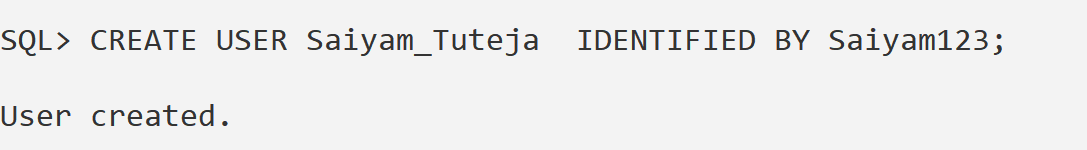 SQL> CREATE USER Saiyam_Tuteja  IDENTIFIED BY Saiyam123;
User created.